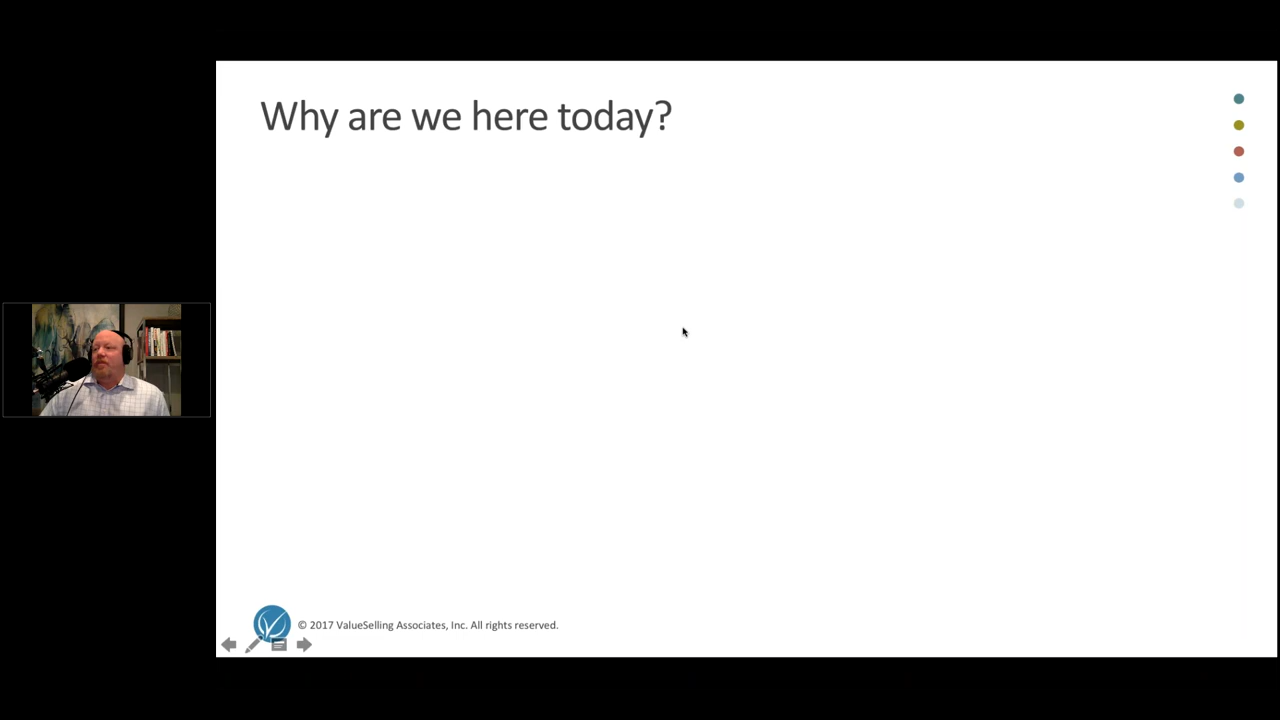 Why are we here today?
© 2017 ValueSelling Associates, Inc. All rights reserved.